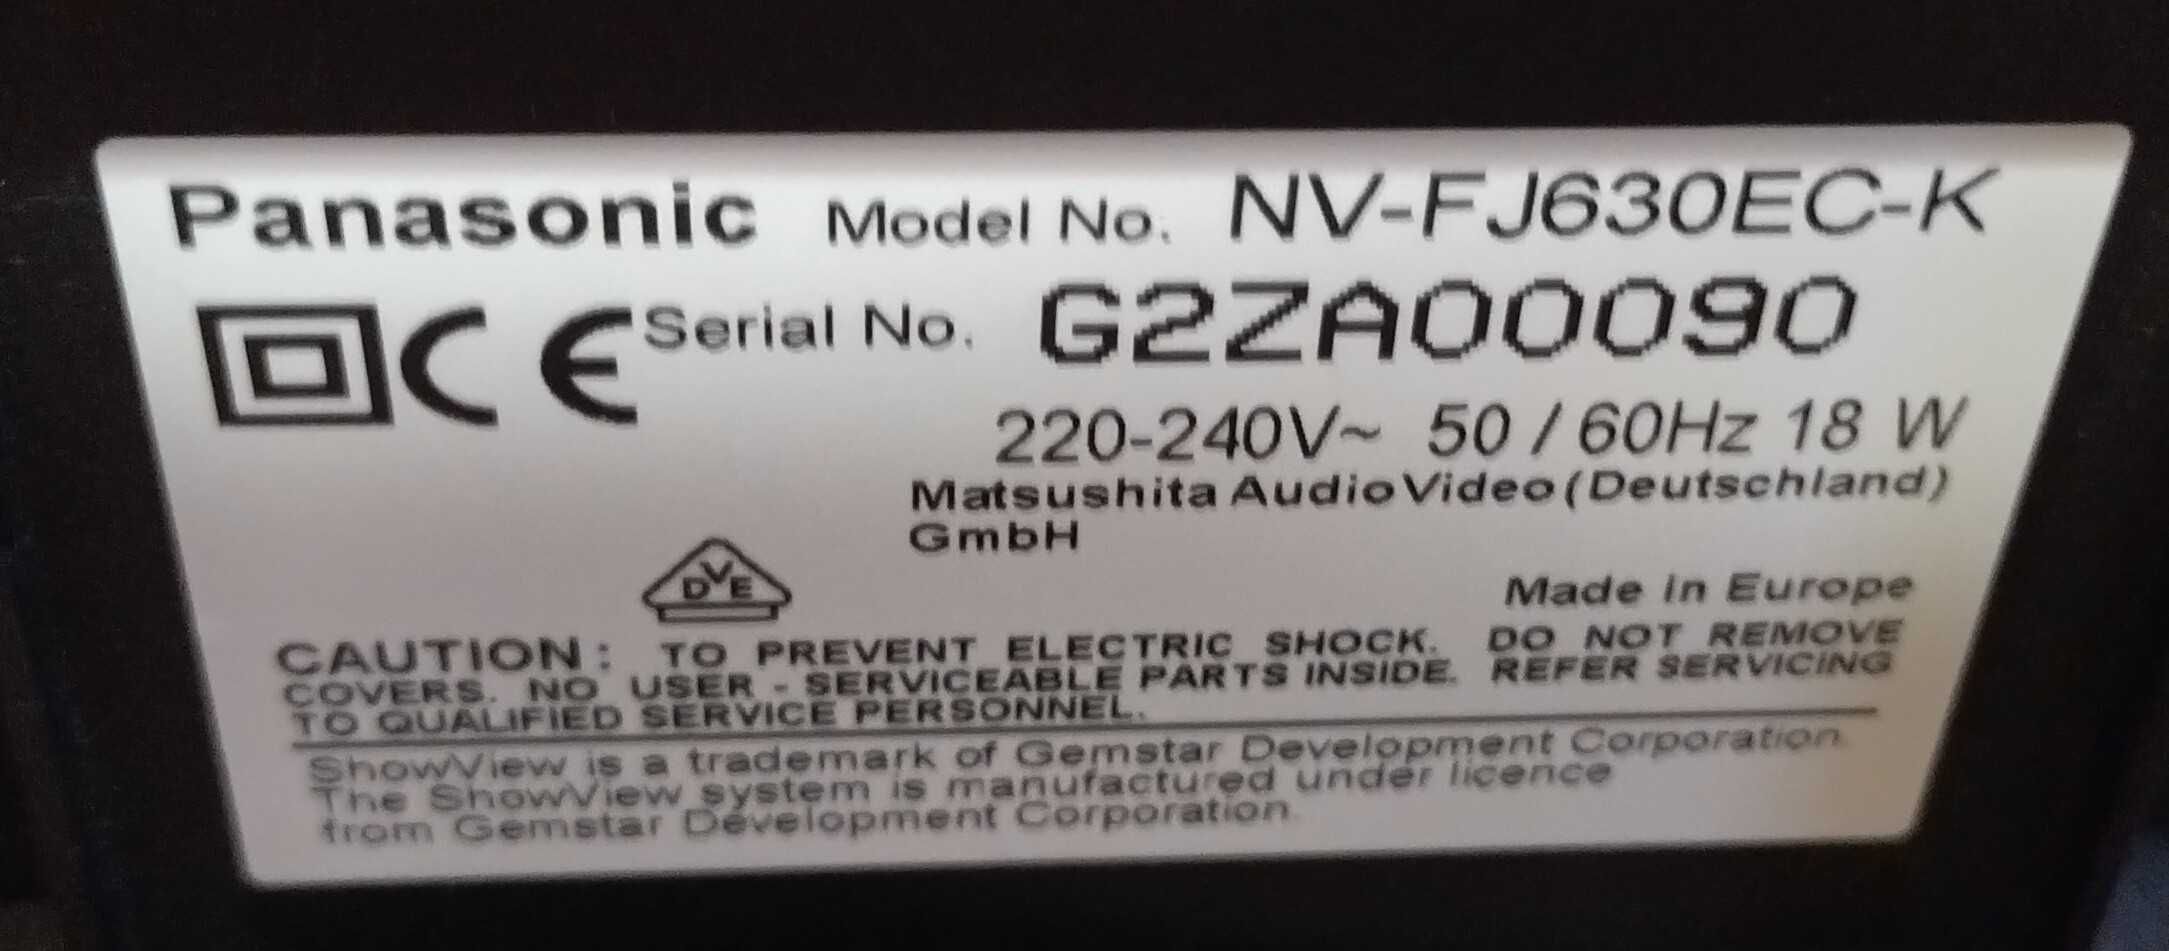 Panasonic Model No. NV-FJ630EC-K
CE Serial No. G2ZA00090
220-240V~ 50 / 60Hz 18 W
Matsushita Audio Video (Deutschland)
GmbH
DVE
Made in Europe
CAUTION: TO PREVENT ELECTRIC SHOCK. DO NOT REMOVE
COVERS. NO USER - SERVICEABLE PARTS INSIDE. REFER SERVICING
TO QUALIFIED SERVICE PERSONNEL.
ShowView is a trademark of Gemstar Development Corporation.
The ShowView system is manufactured under licence
from Gemstar Development Corporation.